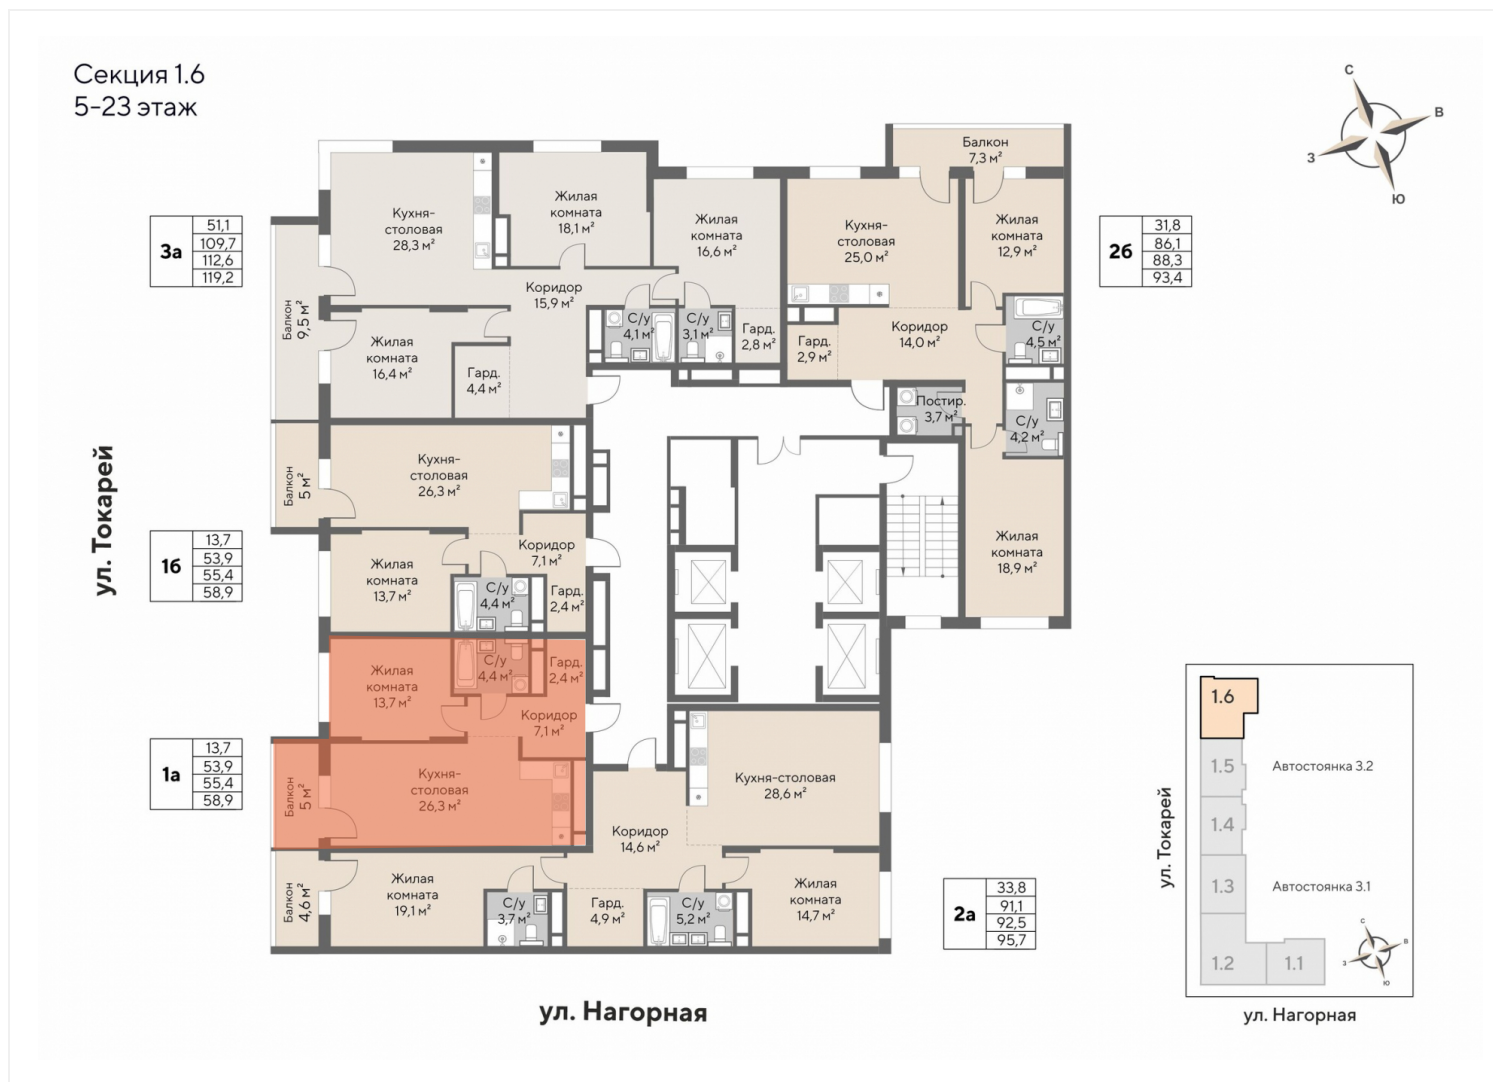 Секция 1.6
5-23 этаж
С
В
З
Ю
Балкон
7,3 м²
Кухня-
столовая
28,3 м²
Жилая
комната
18,1 м²
Жилая
комната
16,6 м²
Кухня-
столовая
25,0 м²
Жилая
комната
12,9 м²
3а
51,1
109,7
112,6
119,2
2б
31,8
86,1
88,3
93,4
Балкон
9,5 м²
Коридор
15,9 м²
С/у
4,1 м²
С/у
3,1 м²
Гард.
2,8 м²
Гард.
2,9 м²
Коридор
14,0 м²
С/у
4,5 м²
Жилая
комната
16,4 м²
Гард.
4,4 м²
Постир.
3,7 м²
С/у
4,2 м²
Балкон
5 м²
Кухня-
столовая
26,3 м²
ул. Токарей
1б
13,7
53,9
55,4
58,9
Жилая
комната
13,7 м²
Коридор
7,1 м²
С/у
4,4 м²
Гард.
2,4 м²
Жилая
комната
18,9 м²
Жилая
комната
13,7 м²
С/у
4,4 м²
Гард.
2,4 м²
Коридор
7,1 м²
1а
13,7
53,9
55,4
58,9
Балкон
5 м²
Кухня-
столовая
26,3 м²
Кухня-столовая
28,6 м²
Коридор
14,6 м²
Балкон
4,6 м²
Жилая
комната
19,1 м²
С/у
3,7 м²
Гард.
4,9 м²
С/у
5,2 м²
Жилая
комната
14,7 м²
2а
33,8
91,1
92,5
95,7
ул. Нагорная
1.6
1.5
Автостоянка 3.2
1.4
ул. Токарей
1.3
Автостоянка 3.1
С
В
З
Ю
1.2
1.1
ул. Нагорная